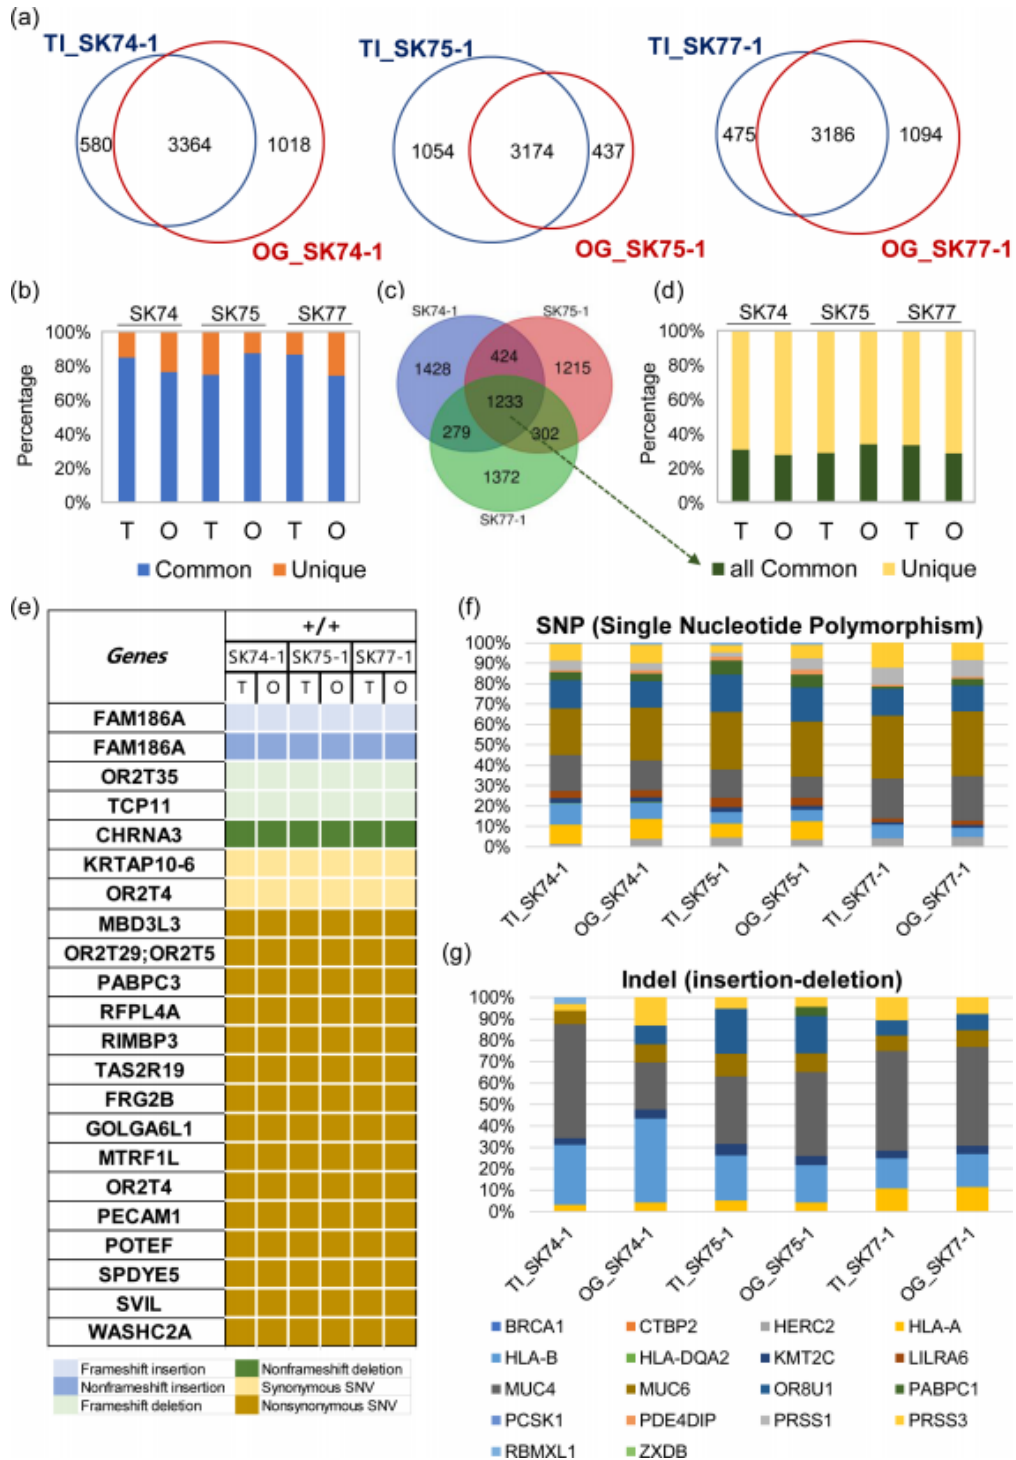 (a)
TI_SK74-1
TI_SK75-1
TI_SK77-1
580
3364
1018
1054
3174
437
475
3186
1094
OG_SK74-1
OG_SK75-1
OG_SK77-1
(b)
SK74
SK75
SK77
Percentage
100%
80%
60%
40%
20%
0%
T
O
T
O
T
O
Common
Unique
(c)
SK74-1
SK75-1
1428
424
1215
1233
279
302
1372
SK77-1
(d)
SK74
SK75
SK77
Percentage
100%
80%
60%
40%
20%
0%
T
O
T
O
T
O
all Common
Unique
(e)
Genes
+/+
SK74-1
SK75-1
SK77-1
T
O
T
O
T
O
FAM186A
FAM186A
OR2T35
TCP11
CHRNA3
KRTAP10-6
OR2T4
MBD3L3
OR2T29;OR2T5
PABPC3
RFPL4A
RIMBP3
TAS2R19
FRG2B
GOLGA6L1
MTRF1L
OR2T4
PECAM1
POTEF
SPDYE5
SVIL
WASHC2A
Frameshift insertion
Nonframeshift deletion
Nonframeshift insertion
Synonymous SNV
Frameshift deletion
Nonsynonymous SNV
(f)
SNP (Single Nucleotide Polymorphism)
100%
90%
80%
70%
60%
50%
40%
30%
20%
10%
0%
TI_SK74-1
OG_SK74-1
TI_SK75-1
OG_SK75-1
TI_SK77-1
OG_SK77-1
(g)
Indel (insertion-deletion)
100%
90%
80%
70%
60%
50%
40%
30%
20%
10%
0%
TI_SK74-1
OG_SK74-1
TI_SK75-1
OG_SK75-1
TI_SK77-1
OG_SK77-1
BRCA1
CTBP2
HERC2
HLA-A
HLA-B
HLA-DQA2
KMT2C
LILRA6
MUC4
MUC6
OR8U1
PABPC1
PCSK1
PDE4DIP
PRSS1
PRSS3
RBMXL1
ZXDB